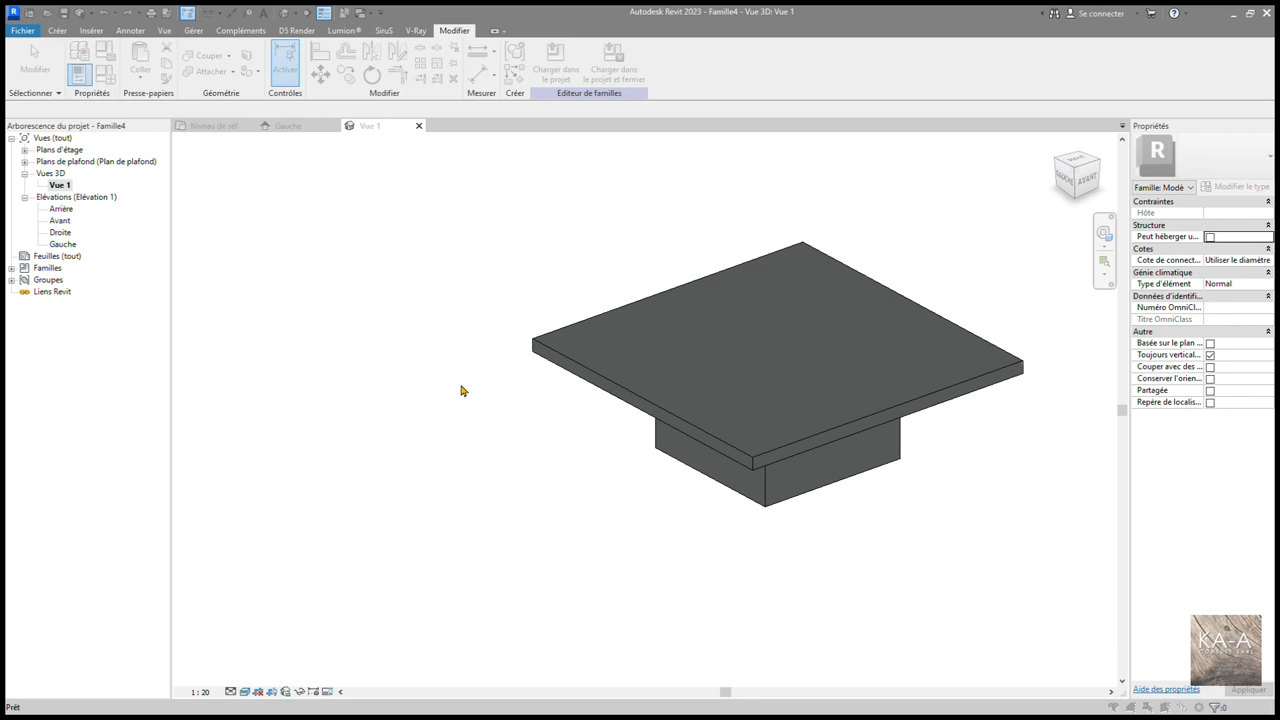 Autodesk Revit 2023 - Famille4 - Vue 3D: Vue 1
Se connecter
Fichier Créer Insérer Annoter Vue Gérer Compléments D5 Render Lumion® SiruS V-Ray Modifier
Modifier
Coller
Couper
Attacher
Activer
Charger dans le projet
Charger dans le projet et fermer
Sélectionner Propriétés Presse-papiers Géométrie Contrôles Modifier Mesurer Créer Editeur de familles
Arborescence du projet - Famille4
Niveau de réf.
Gauche
Vue 1
Vues (tout)
Plans d'étage
Plans de plafond (Plan de plafond)
Vues 3D
Vue 1
Elévations (Elévation 1)
Arrière
Avant
Droite
Gauche
Feuilles (tout)
Familles
Groupes
Liens Revit
HAUT
GAUCHE
AVANT
Propriétés
R
Famille: Modè
Modifier le type
Contraintes
Hôte
Structure
Peut héberger u...
Cotes
Cote de connect... Utiliser le diamètre
Génie climatique
Type d'élément Normal
Données d'identifi...
Numéro OmniCl...
Titre OmniClass
Autre
Basée sur le plan ...
Toujours vertical...
Couper avec des ...
Conserver l'orien...
Partagée
Repère de localis...
KA-A
CONSULT SARL
1 : 20
Aide des propriétés
Appliquer
Prêt
:0